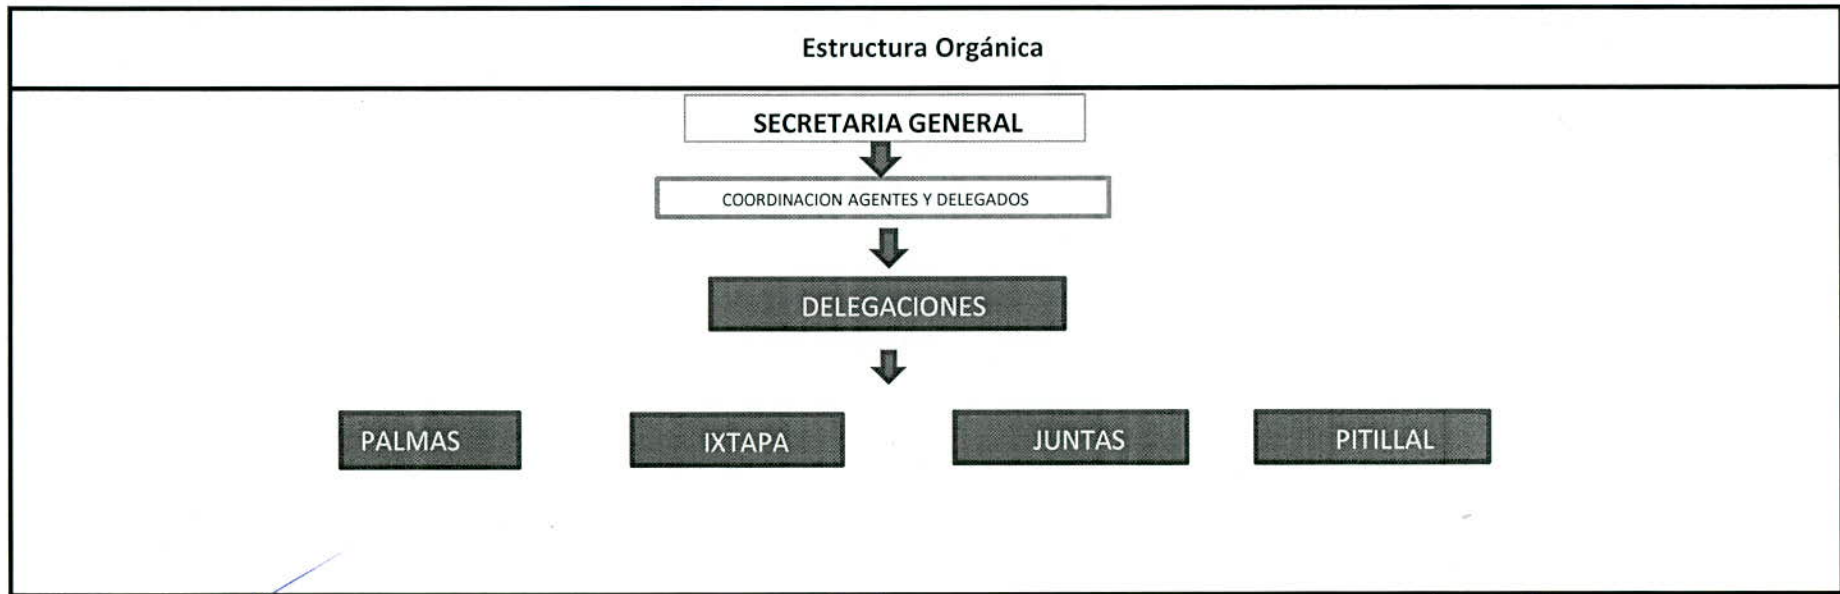 Estructura Orgánica
SECRETARIA GENERAL
COORDINACION AGENTES Y DELEGADOS
DELEGACIONES
PALMAS
IXTAPA
JUNTAS
PITILLAL